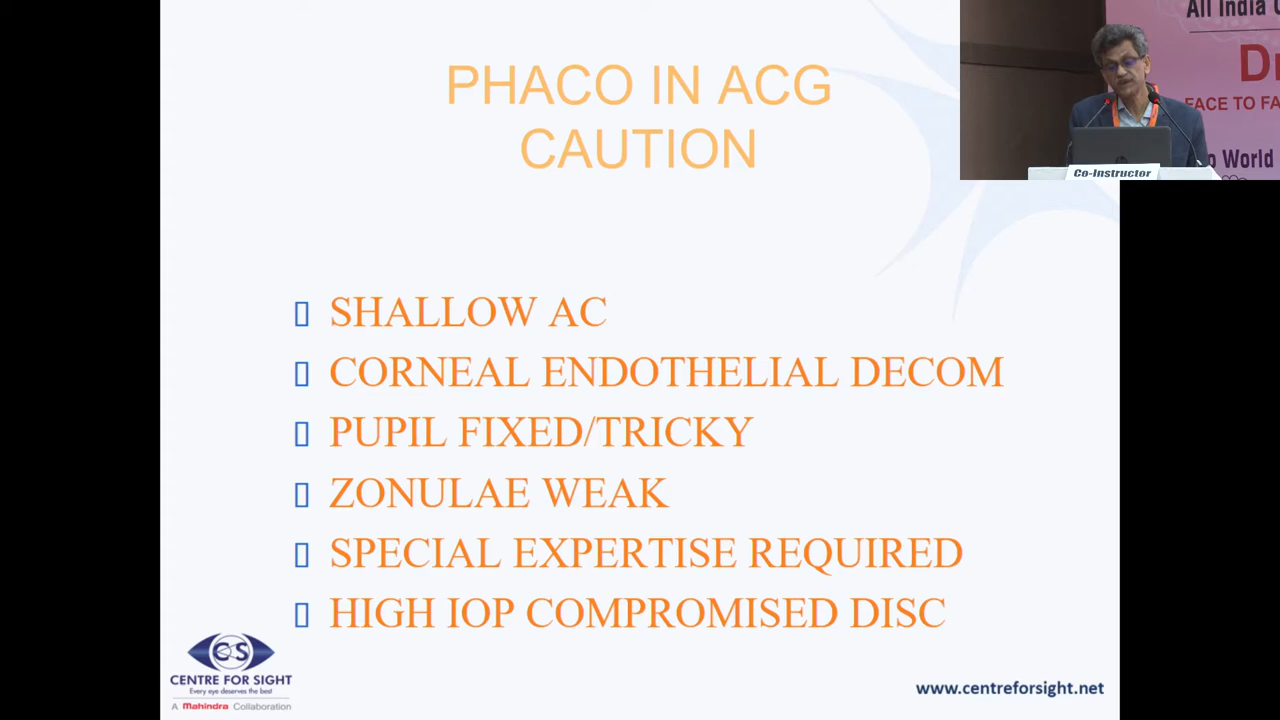 PHACO IN ACG
CAUTION
SHALLOW AC
CORNEAL ENDOTHELIAL DECOM
PUPIL FIXED/TRICKY
ZONULAE WEAK
SPECIAL EXPERTISE REQUIRED
HIGH IOP COMPROMISED DISC
CS
CENTRE FOR SIGHT
Every eye deserves the best
A Mahindra Collaboration
www.centreforsight.net
All India
FACE TO FA
World
Co-Instructor